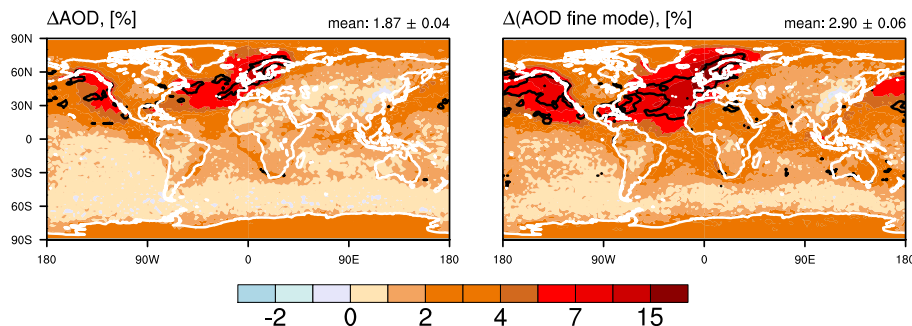 ΔAOD, [%]
mean: 1.87 ± 0.04
Δ(AOD fine mode), [%]
mean: 2.90 ± 0.06
90N
60N
30N
0
30S
60S
90S
180 90W 0 90E 180
180 90W 0 90E 180
-2 0 2 4 7 15